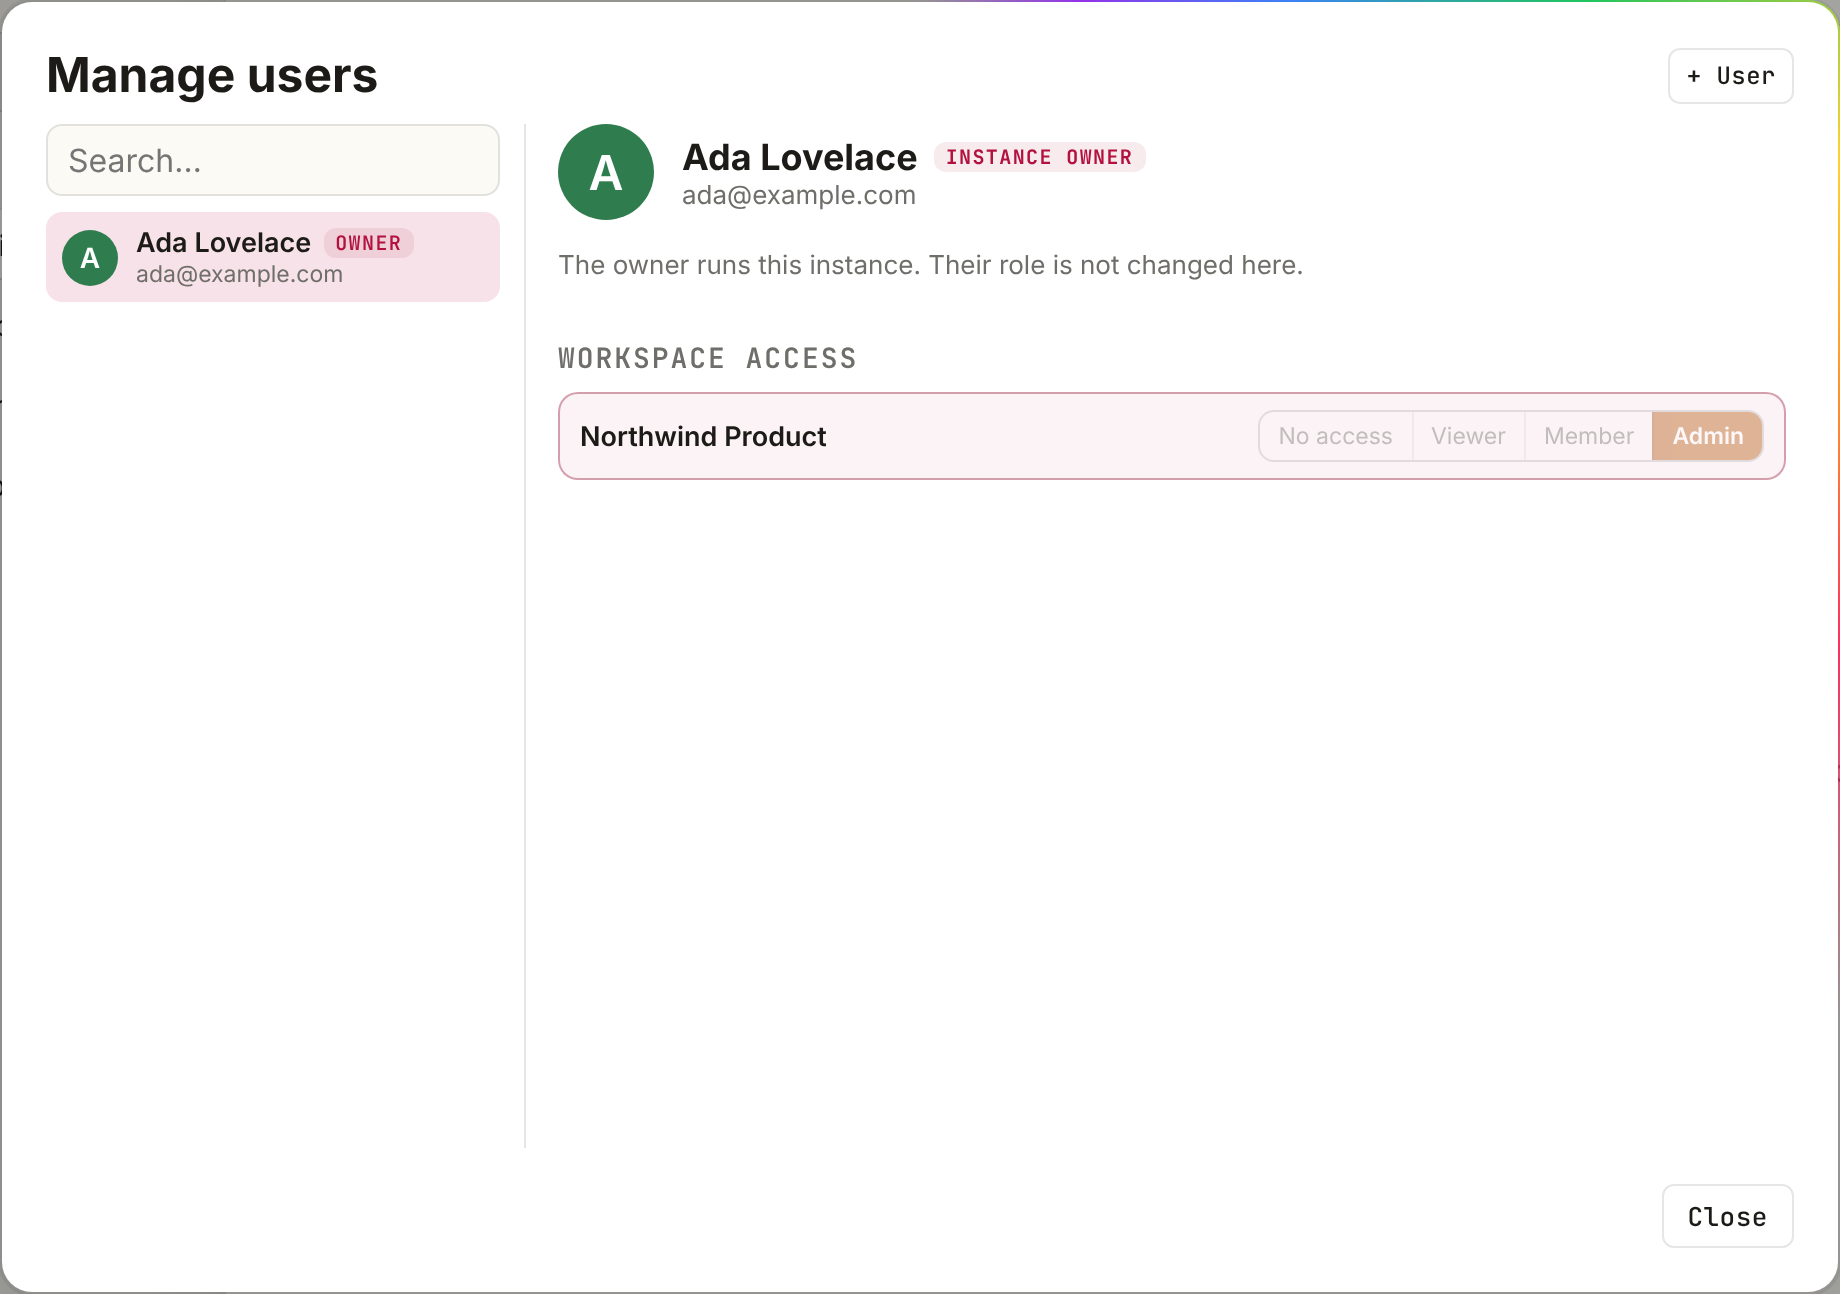 Manage users
+ User
Search...
A
Ada Lovelace OWNER
ada@example.com
A
Ada Lovelace INSTANCE OWNER
ada@example.com
The owner runs this instance. Their role is not changed here.
WORKSPACE ACCESS
Northwind Product
No access Viewer Member Admin
Close